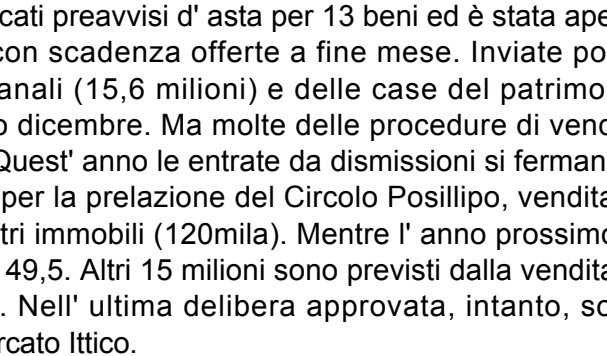 cati preavvisi d' asta per 13 beni ed è stata ape
con scadenza offerte a fine mese. Inviate po
anali (15,6 milioni) e delle case del patrimo
o dicembre. Ma molte delle procedure di vend
Quest' anno le entrate da dismissioni si ferman
per la prelazione del Circolo Posillipo, vendita
tri immobili (120mila). Mentre l' anno prossimo
49,5. Altri 15 milioni sono previsti dalla vendita
. Nell' ultima delibera approvata, intanto, so
rcato Ittico.